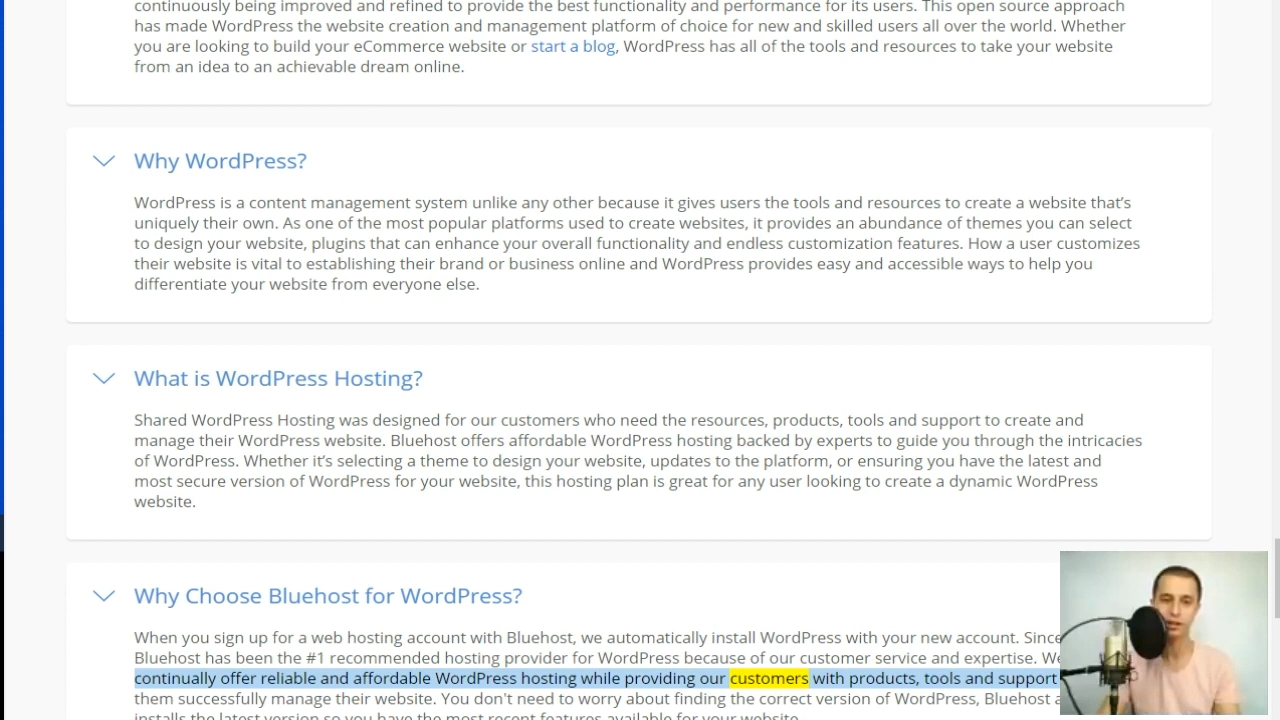 continuously being improved and refined to provide the best functionality and performance for its users. This open source approach
has made WordPress the website creation and management platform of choice for new and skilled users all over the world. Whether
you are looking to build your eCommerce website or start a blog, WordPress has all of the tools and resources to take your website
from an idea to an achievable dream online.
Why WordPress?
WordPress is a content management system unlike any other because it gives users the tools and resources to create a website that’s
uniquely their own. As one of the most popular platforms used to create websites, it provides an abundance of themes you can select
to design your website, plugins that can enhance your overall functionality and endless customization features. How a user customizes
their website is vital to establishing their brand or business online and WordPress provides easy and accessible ways to help you
differentiate your website from everyone else.
What is WordPress Hosting?
Shared WordPress Hosting was designed for our customers who need the resources, products, tools and support to create and
manage their WordPress website. Bluehost offers affordable WordPress hosting backed by experts to guide you through the intricacies
of WordPress. Whether it’s selecting a theme to design your website, updates to the platform, or ensuring you have the latest and
most secure version of WordPress for your website, this hosting plan is great for any user looking to create a dynamic WordPress
website.
Why Choose Bluehost for WordPress?
When you sign up for a web hosting account with Bluehost, we automatically install WordPress with your new account. Since
Bluehost has been the #1 recommended hosting provider for WordPress because of our customer service and expertise. We
continually offer reliable and affordable WordPress hosting while providing our customers with products, tools and support
them successfully manage their website. You don't need to worry about finding the correct version of WordPress, Bluehost
installs the latest version so you have the most recent features available for your website.